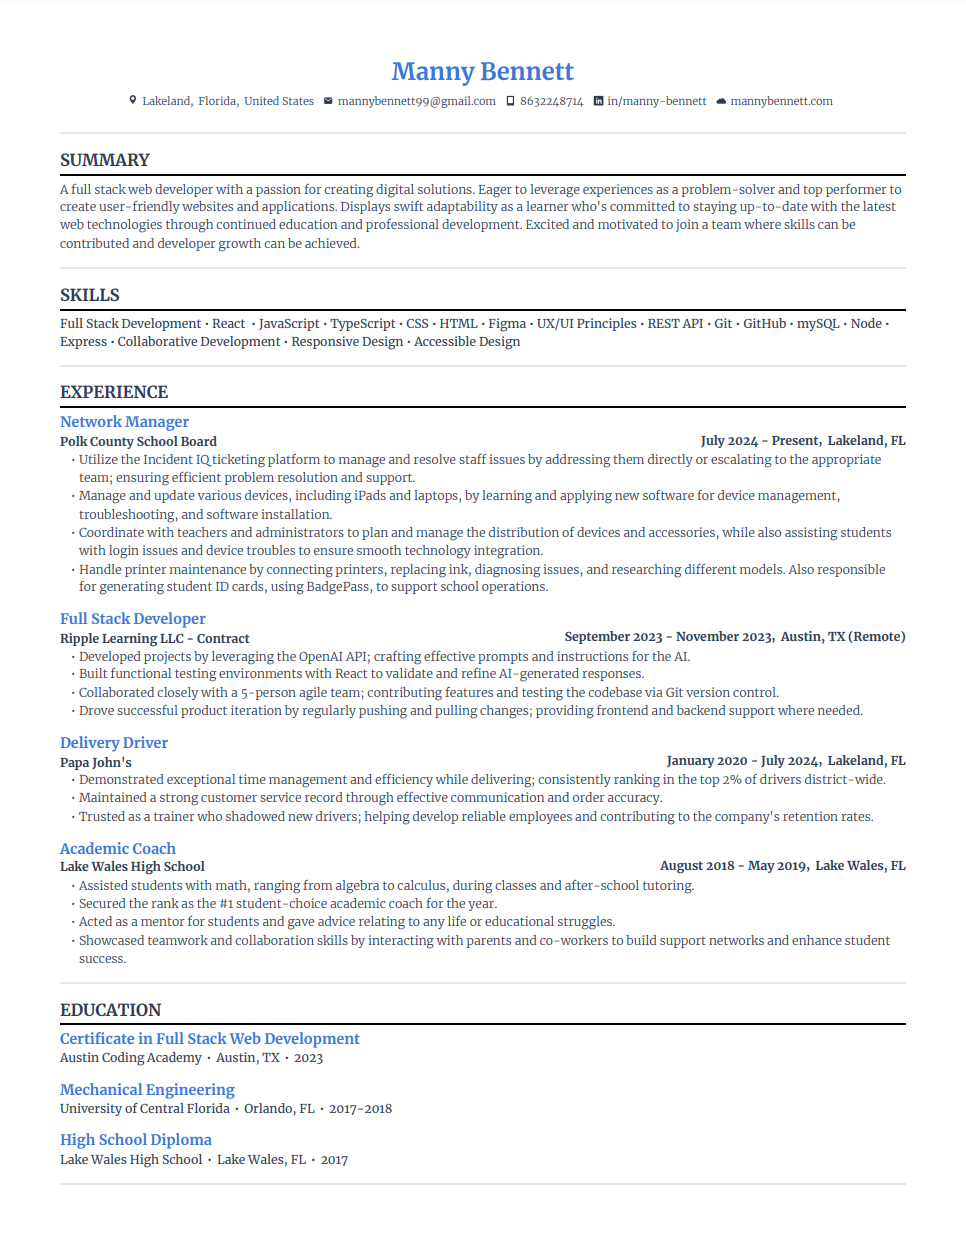 Manny Bennett
Lakeland, Florida, United States mannybennett99@gmail.com 8632248714 in/manny-bennett mannybennett.com
SUMMARY
A full stack web developer with a passion for creating digital solutions. Eager to leverage experiences as a problem-solver and top performer to
create user-friendly websites and applications. Displays swift adaptability as a learner who's committed to staying up-to-date with the latest
web technologies through continued education and professional development. Excited and motivated to join a team where skills can be
contributed and developer growth can be achieved.
SKILLS
Full Stack Development • React • JavaScript • TypeScript • CSS • HTML • Figma • UX/UI Principles • REST API • Git • GitHub • mySQL • Node •
Express • Collaborative Development • Responsive Design • Accessible Design
EXPERIENCE
Network Manager
Polk County School Board July 2024 - Present, Lakeland, FL
• Utilize the Incident IQ ticketing platform to manage and resolve staff issues by addressing them directly or escalating to the appropriate
team; ensuring efficient problem resolution and support.
• Manage and update various devices, including iPads and laptops, by learning and applying new software for device management,
troubleshooting, and software installation.
• Coordinate with teachers and administrators to plan and manage the distribution of devices and accessories, while also assisting students
with login issues and device troubles to ensure smooth technology integration.
• Handle printer maintenance by connecting printers, replacing ink, diagnosing issues, and researching different models. Also responsible
for generating student ID cards, using BadgePass, to support school operations.
Full Stack Developer
Ripple Learning LLC - Contract September 2023 - November 2023, Austin, TX (Remote)
• Developed projects by leveraging the OpenAI API; crafting effective prompts and instructions for the AI.
• Built functional testing environments with React to validate and refine AI-generated responses.
• Collaborated closely with a 5-person agile team; contributing features and testing the codebase via Git version control.
• Drove successful product iteration by regularly pushing and pulling changes; providing frontend and backend support where needed.
Delivery Driver
Papa John's January 2020 - July 2024, Lakeland, FL
• Demonstrated exceptional time management and efficiency while delivering; consistently ranking in the top 2% of drivers district-wide.
• Maintained a strong customer service record through effective communication and order accuracy.
• Trusted as a trainer who shadowed new drivers; helping develop reliable employees and contributing to the company's retention rates.
Academic Coach
Lake Wales High School August 2018 - May 2019, Lake Wales, FL
• Assisted students with math, ranging from algebra to calculus, during classes and after-school tutoring.
• Secured the rank as the #1 student-choice academic coach for the year.
• Acted as a mentor for students and gave advice relating to any life or educational struggles.
• Showcased teamwork and collaboration skills by interacting with parents and co-workers to build support networks and enhance student
success.
EDUCATION
Certificate in Full Stack Web Development
Austin Coding Academy • Austin, TX • 2023
Mechanical Engineering
University of Central Florida • Orlando, FL • 2017-2018
High School Diploma
Lake Wales High School • Lake Wales, FL • 2017